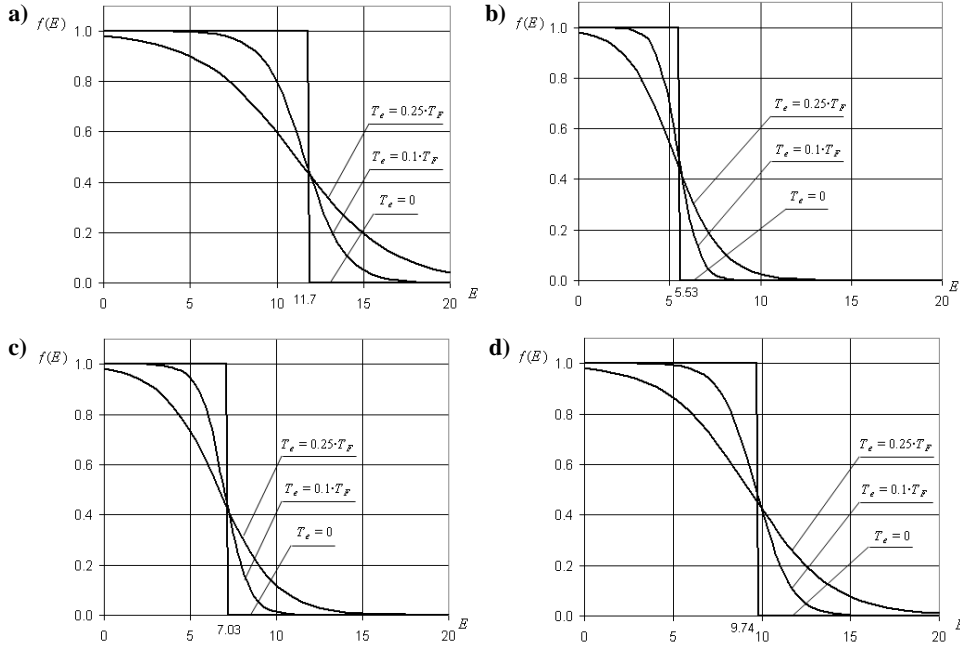 a)
f(E)
1.0
0.8
0.6
0.4
0.2
0.0
0
5
10
11.7
15
20
E
T_e = 0.25·T_F
T_e = 0.1·T_F
T_e = 0
b)
f(E)
1.0
0.8
0.6
0.4
0.2
0.0
0
5
5.53
10
15
20
E
T_e = 0.25·T_F
T_e = 0.1·T_F
T_e = 0
c)
f(E)
1.0
0.8
0.6
0.4
0.2
0.0
0
5
7.03
10
15
20
E
T_e = 0.25·T_F
T_e = 0.1·T_F
T_e = 0
d)
f(E)
1.0
0.8
0.6
0.4
0.2
0.0
0
5
9.74
10
15
20
E
T_e = 0.25·T_F
T_e = 0.1·T_F
T_e = 0